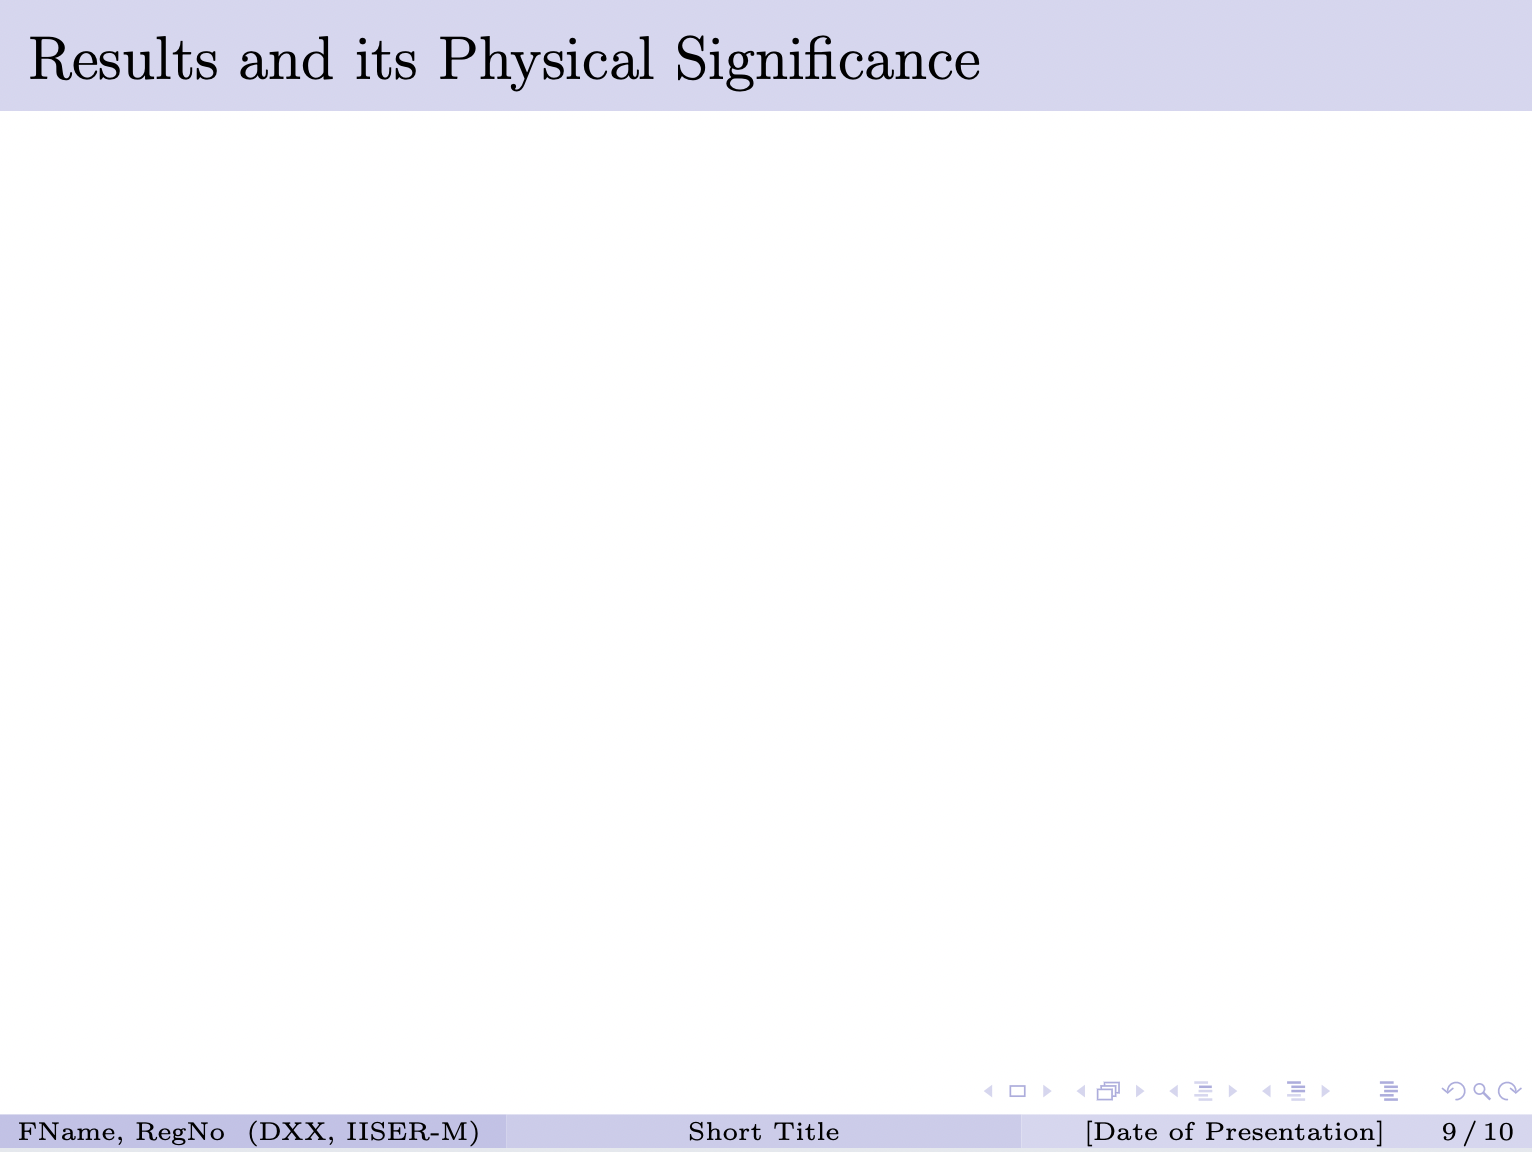 Results and its Physical Significance
FName, RegNo (DXX, IISER-M) Short Title [Date of Presentation] 9 / 10